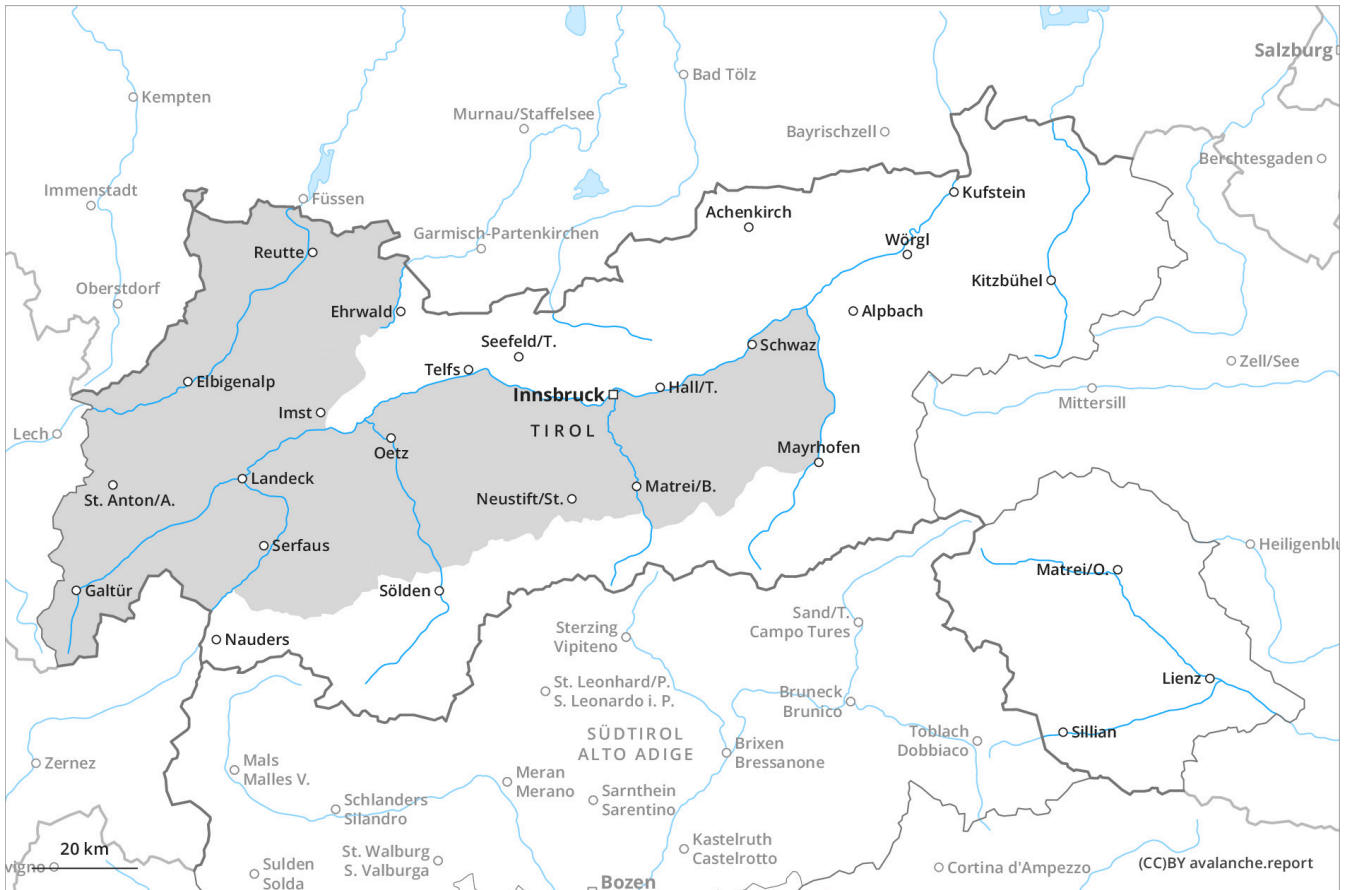 Salzburg
Bad Tölz
Kempten
Murnau/Staffelsee
Bayrischzell
Berchtesgaden
Immenstadt
Füssen
Kufstein
Achenkirch
Garmisch-Partenkirchen
Wörgl
Reutte
Kitzbühel
Oberstdorf
Ehrwald
Alpbach
Seefeld/T.
Schwaz
Zell/See
Telfs
Elbigenalp
Innsbruck
Hall/T.
Mittersill
Imst
TIROL
Lech
Oetz
Mayrhofen
Landeck
St. Anton/A.
Neustift/St.
Matrei/B.
Serfaus
Heiligenblu
Matrei/O.
Galtür
Sölden
Sand/T.
Campo Tures
Nauders
Sterzing
Vipiteno
Lienz
St. Leonhard/P.
S. Leonardo i. P.
Bruneck
Brunico
SÜDTIROL
ALTO ADIGE
Toblach
Dobbiaco
Sillian
Brixen
Bressanone
Zernez
Mals
Malles V.
Meran
Merano
Sarnthein
Sarentino
Schlanders
Silandro
Kastelruth
Castelrotto
20 km
St. Walburg
S. Valburga
vigno
Sulden
Solda
Cortina d'Ampezzo
(CC)BY avalanche.report
Bozen